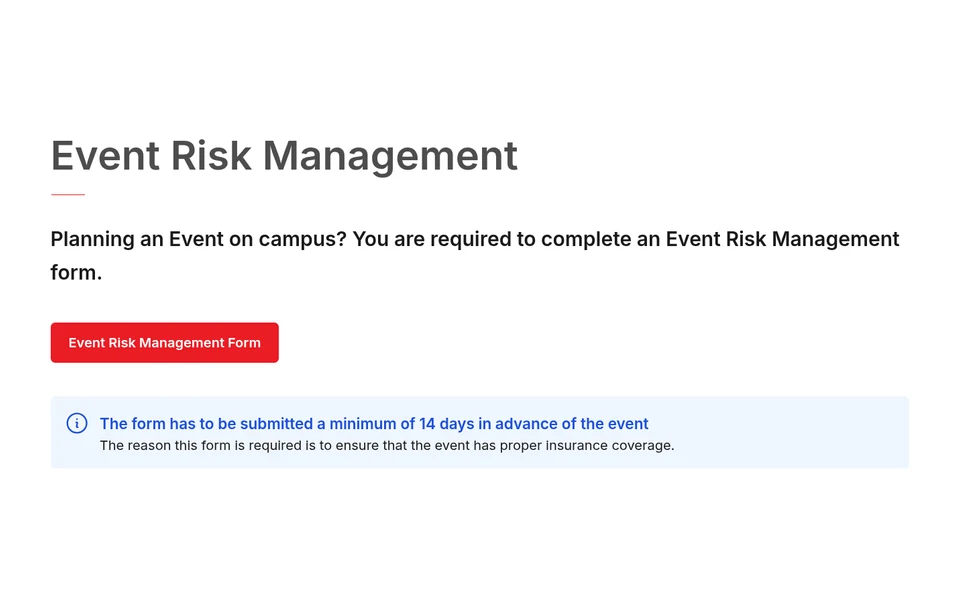 Event Risk Management
Planning an Event on campus? You are required to complete an Event Risk Management
form.
Event Risk Management Form
The form has to be submitted a minimum of 14 days in advance of the event
The reason this form is required is to ensure that the event has proper insurance coverage.